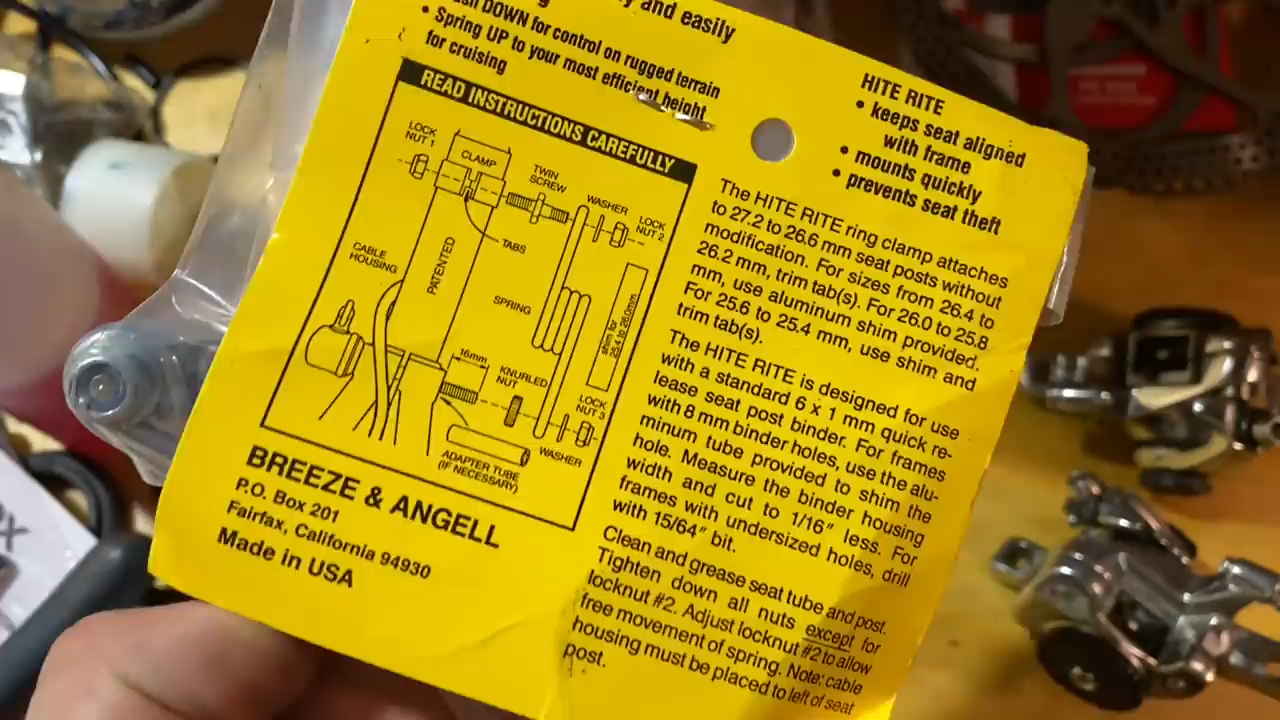 y and easily
DOWN for control on rugged terrain
• Spring UP to your most efficient height
for cruising
READ INSTRUCTIONS CAREFULLY
LOCK
NUT 1
CLAMP
TWIN
SCREW
WASHER
LOCK
NUT 2
TABS
CABLE
HOUSING
PATENTED
SPRING
shim for
25.4 to 26.0mm
16mm
KNURLED
NUT
LOCK
NUT 3
WASHER
ADAPTER TUBE
(IF NECESSARY)
BREEZE & ANGELL
P.O. Box 201
Fairfax, California 94930
Made in USA
HITE RITE
• keeps seat aligned
with frame
• mounts quickly
• prevents seat theft
The HITE RITE ring clamp attaches
to 27.2 to 26.6 mm seat posts without
modification. For sizes from 26.4 to
26.2 mm, trim tab(s). For 26.0 to 25.8
mm, use aluminum shim provided.
For 25.6 to 25.4 mm, use shim and
trim tab(s).
The HITE RITE is designed for use
with a standard 6 x 1 mm quick re-
lease seat post binder. For frames
with 8 mm binder holes, use the alu-
minum tube provided to shim the
hole. Measure the binder housing
width and cut to 1/16" less. For
frames with undersized holes, drill
with 15/64" bit.
Clean and grease seat tube and post.
Tighten down all nuts except for
locknut #2. Adjust locknut #2 to allow
free movement of spring. Note: cable
housing must be placed to left of seat
post.